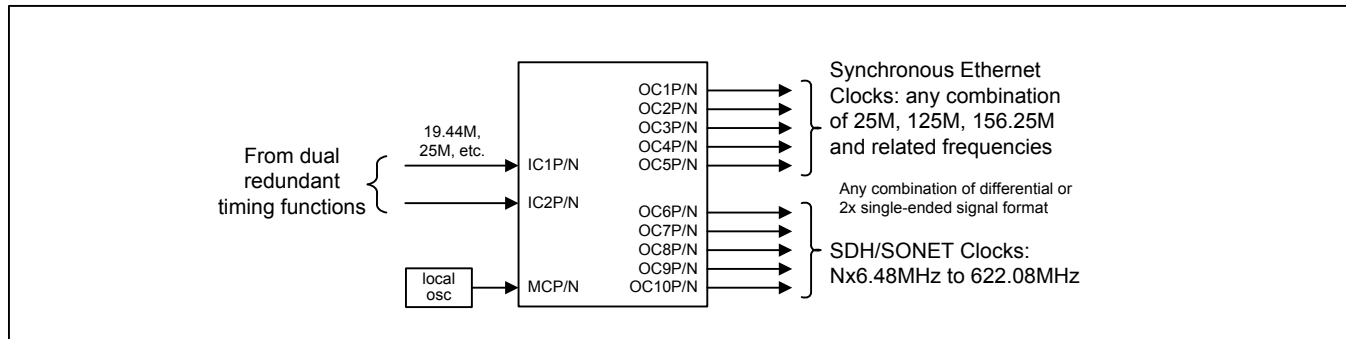 From dual
redundant
timing functions
19.44M,
25M, etc.
local
osc
IC1P/N
IC2P/N
MCP/N
OC1P/N
OC2P/N
OC3P/N
OC4P/N
OC5P/N
OC6P/N
OC7P/N
OC8P/N
OC9P/N
OC10P/N
Synchronous Ethernet
Clocks: any combination
of 25M, 125M, 156.25M
and related frequencies
Any combination of differential or
2x single-ended signal format
SDH/SONET Clocks:
Nx6.48MHz to 622.08MHz